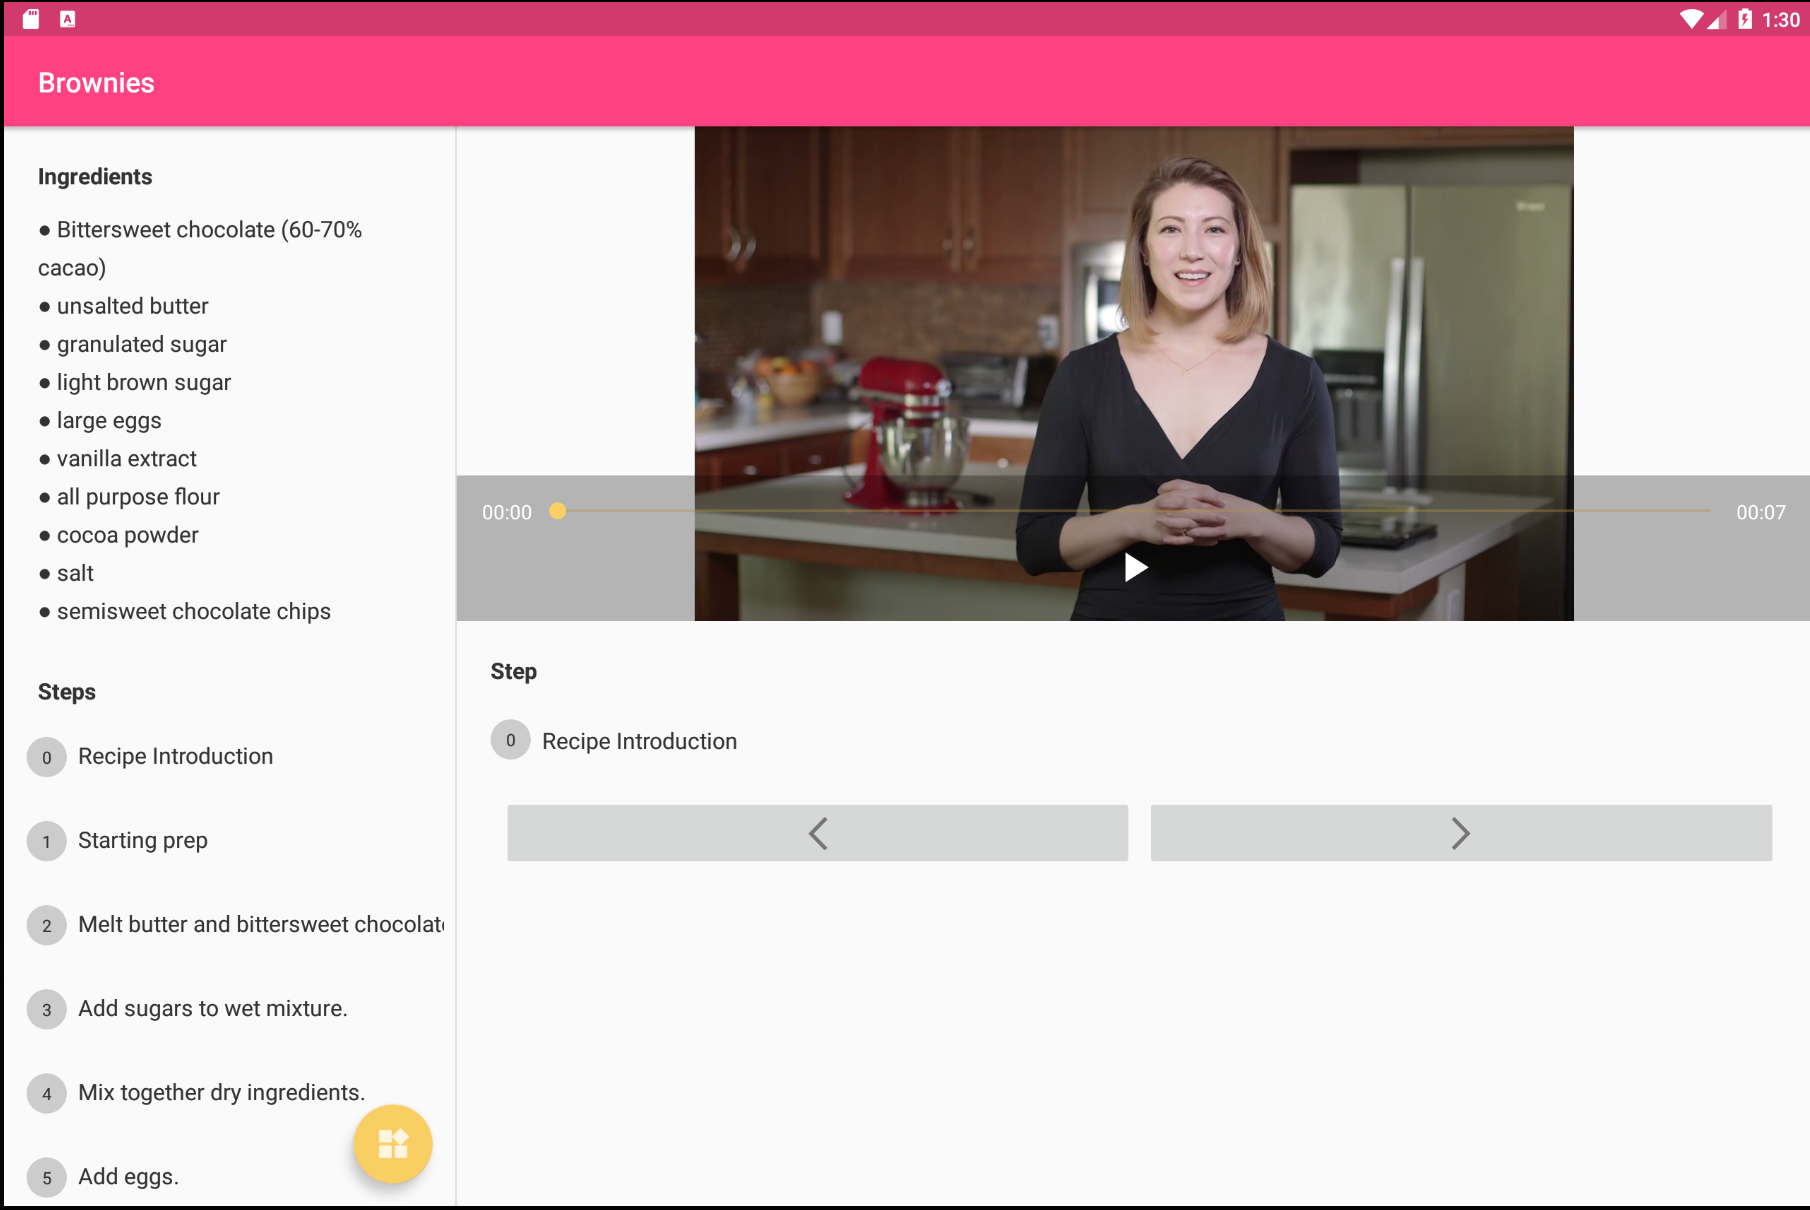 1:30
Brownies
Ingredients
● Bittersweet chocolate (60-70%
cacao)
● unsalted butter
● granulated sugar
● light brown sugar
● large eggs
● vanilla extract
● all purpose flour
● cocoa powder
● salt
● semisweet chocolate chips
Steps
0 Recipe Introduction
1 Starting prep
2 Melt butter and bittersweet
3 Add sugars to wet mixture.
4 Mix together dry ingredients.
5 Add eggs.
00:00 00:07
Step
0 Recipe Introduction